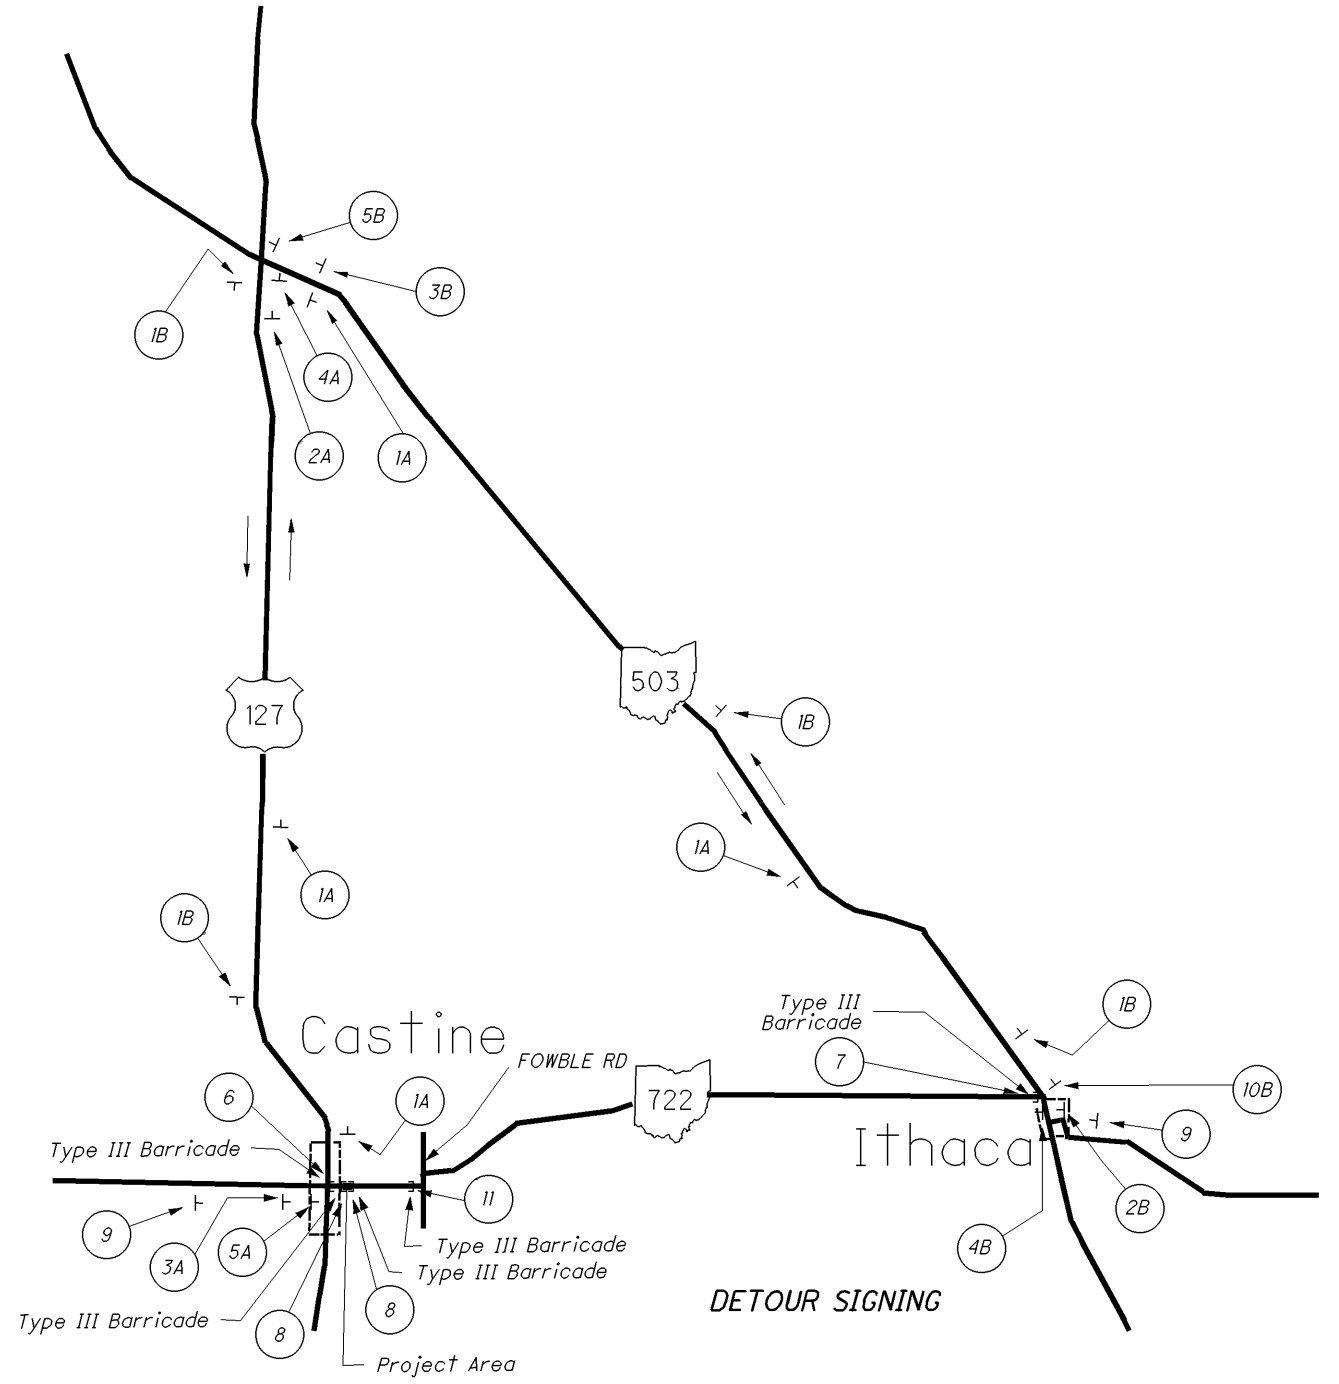 5B
3B
1B
4A
2A
1A
503
127
1B
1A
1A
1B
Castine
Type III
Barricade
1B
FOWBLE RD
7
10B
6
1A
722
Ithaca
9
Type III Barricade
11
2B
9
3A
5A
4B
Type III Barricade
Type III Barricade
8
DETOUR SIGNING
Type III Barricade
8
Project Area